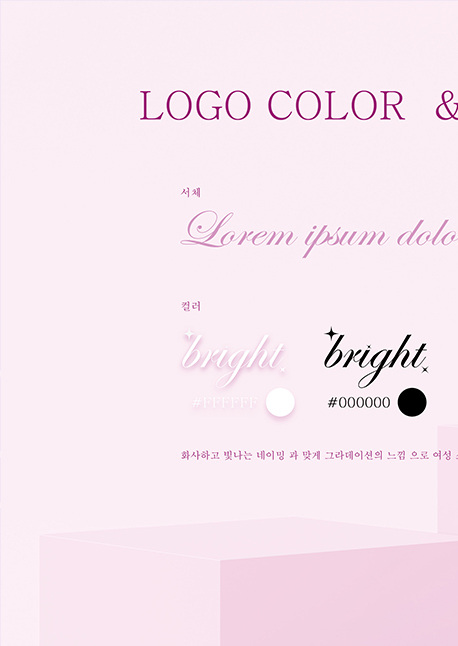 LOGO COLOR &
서체
Lorem ipsum dolo
컬러
bright bright
#FFFFFF #000000
화사하고 빛나는 네이밍 과 맞게 그라데이션의 느낌 으로 여성